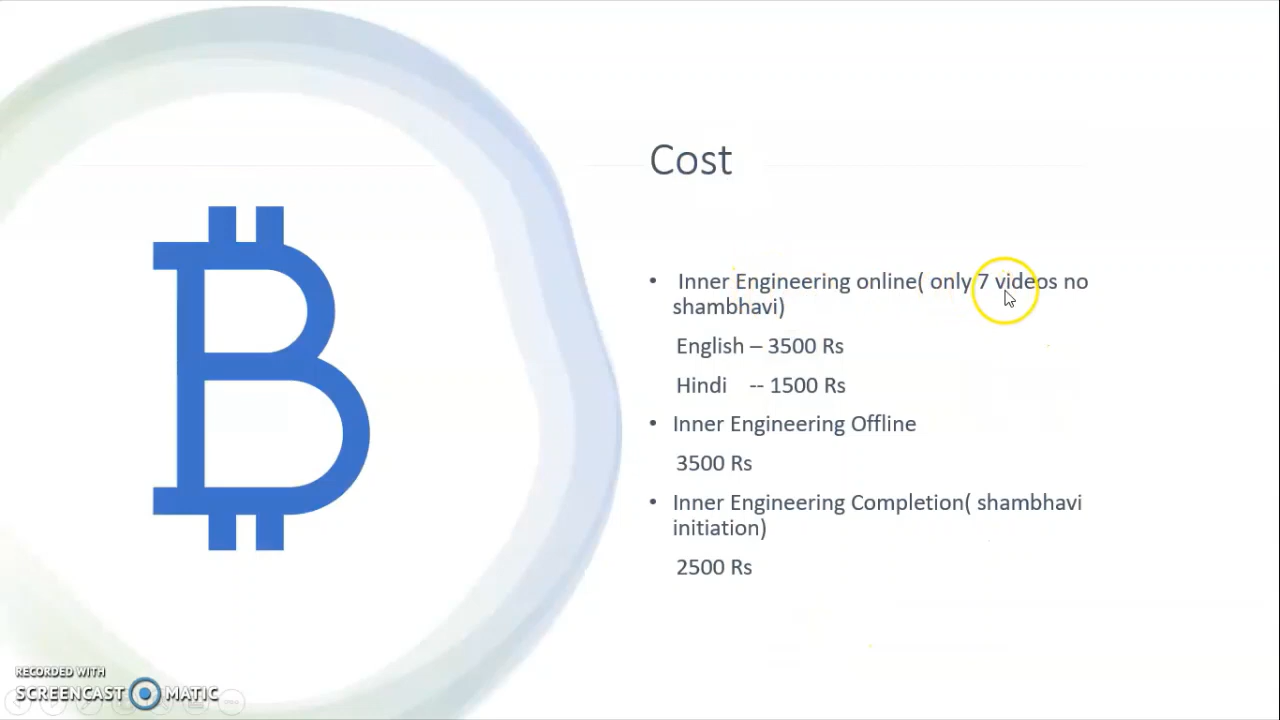 Cost
• Inner Engineering online( only 7 videos no
shambhavi)
English – 3500 Rs
Hindi -- 1500 Rs
• Inner Engineering Offline
3500 Rs
• Inner Engineering Completion( shambhavi
initiation)
2500 Rs
RECORDED WITH
SCREENCAST MATIC